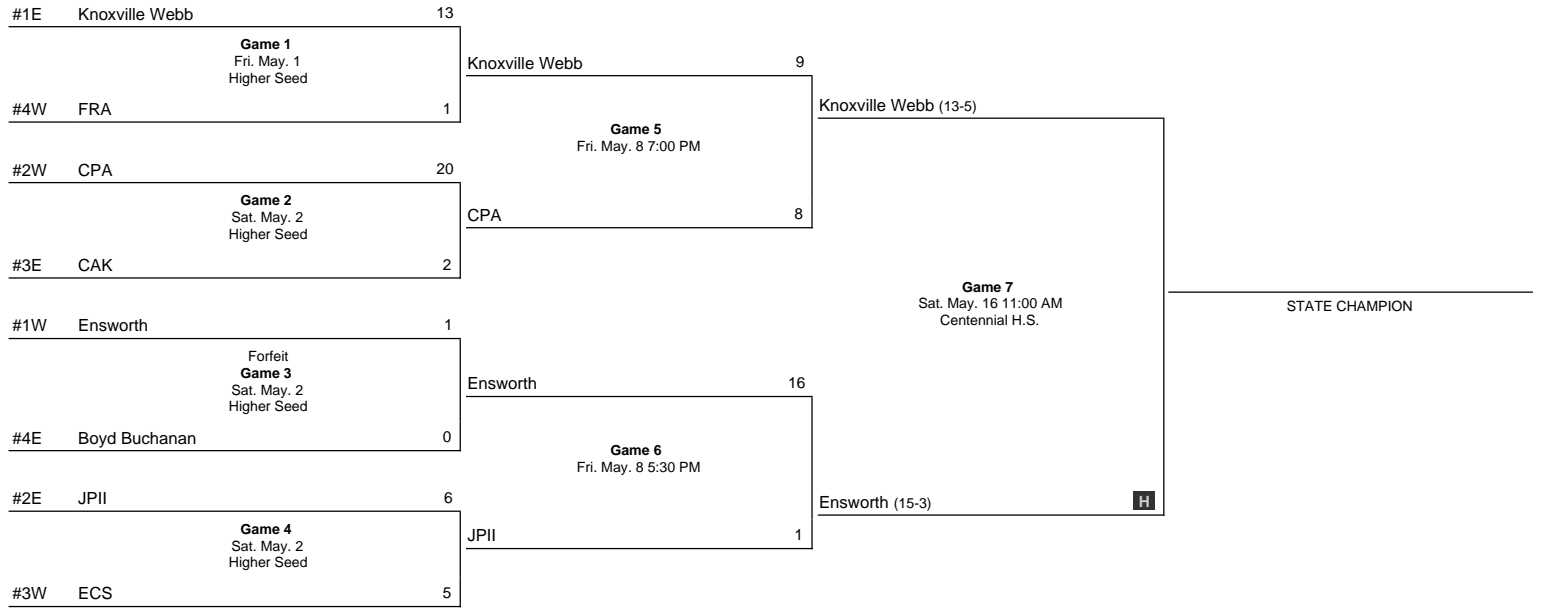 #1E Knoxville Webb 13
Game 1
Fri. May. 1
Higher Seed
#4W FRA 1
#2W CPA 20
Game 2
Sat. May. 2
Higher Seed
#3E CAK 2
#1W Ensworth 1
Forfeit
Game 3
Sat. May. 2
Higher Seed
#4E Boyd Buchanan 0
#2E JPII 6
Game 4
Sat. May. 2
Higher Seed
#3W ECS 5
Knoxville Webb 9
Game 5
Fri. May. 8 7:00 PM
CPA 8
Ensworth 16
Game 6
Fri. May. 8 5:30 PM
JPII 1
Knoxville Webb (13-5)
Game 7
Sat. May. 16 11:00 AM
Centennial H.S.
Ensworth (15-3) H
STATE CHAMPION